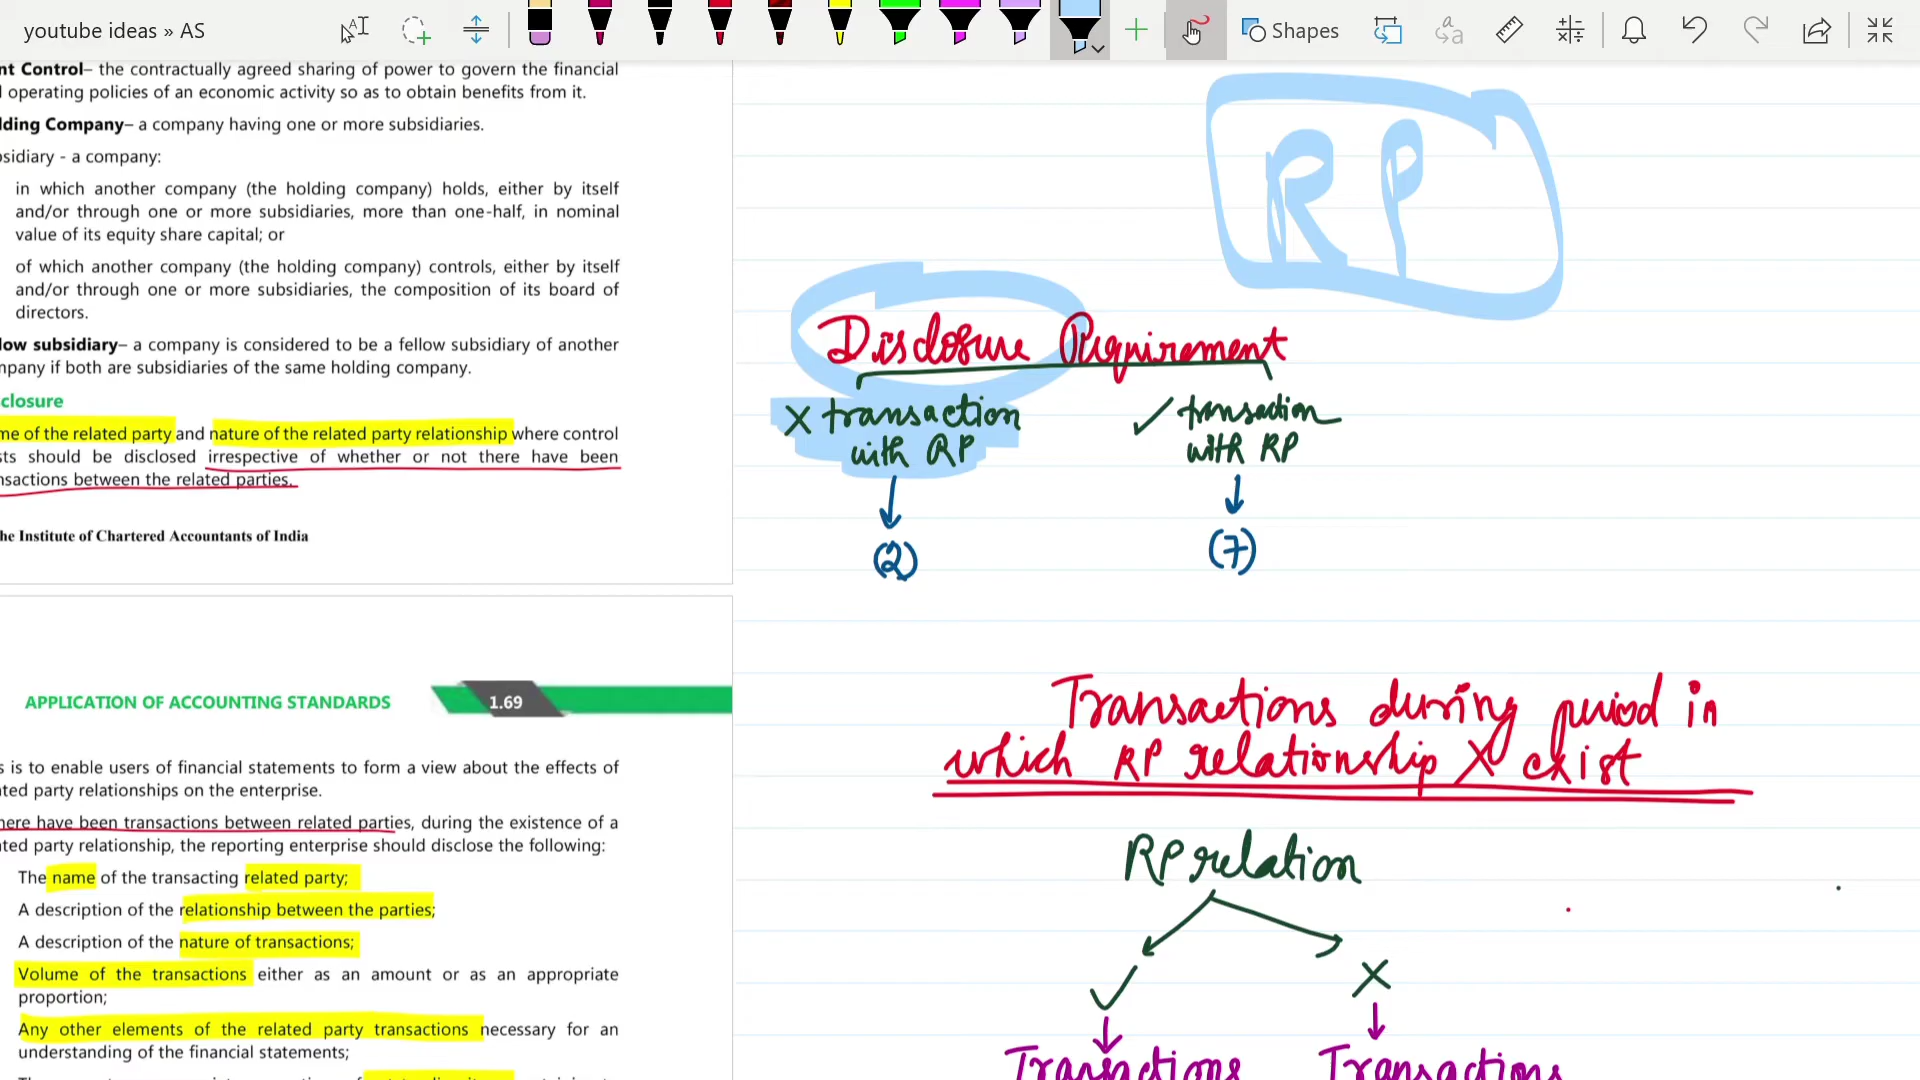 youtube ideas » AS
Shapes
nt Control– the contractually agreed sharing of power to govern the financial
operating policies of an economic activity so as to obtain benefits from it.
lding Company– a company having one or more subsidiaries.
sidiary - a company:
in which another company (the holding company) holds, either by itself
and/or through one or more subsidiaries, more than one-half, in nominal
value of its equity share capital; or
of which another company (the holding company) controls, either by itself
and/or through one or more subsidiaries, the composition of its board of
directors.
low subsidiary– a company is considered to be a fellow subsidiary of another
mpany if both are subsidiaries of the same holding company.
closure
me of the related party and nature of the related party relationship where control
sts should be disclosed irrespective of whether or not there have been
nsactions between the related parties.
he Institute of Chartered Accountants of India
APPLICATION OF ACCOUNTING STANDARDS 1.69
s is to enable users of financial statements to form a view about the effects of
ated party relationships on the enterprise.
here have been transactions between related parties, during the existence of a
ated party relationship, the reporting enterprise should disclose the following:
The name of the transacting related party;
A description of the relationship between the parties;
A description of the nature of transactions;
Volume of the transactions either as an amount or as an appropriate
proportion;
Any other elements of the related party transactions necessary for an
understanding of the financial statements;
RP
Disclosure Requirement
X transaction
with RP
(2)
✓ transaction
with RP
(7)
Transactions during period in
which RP relationship X exist
RP relation
✓ X
Transactions Transactions